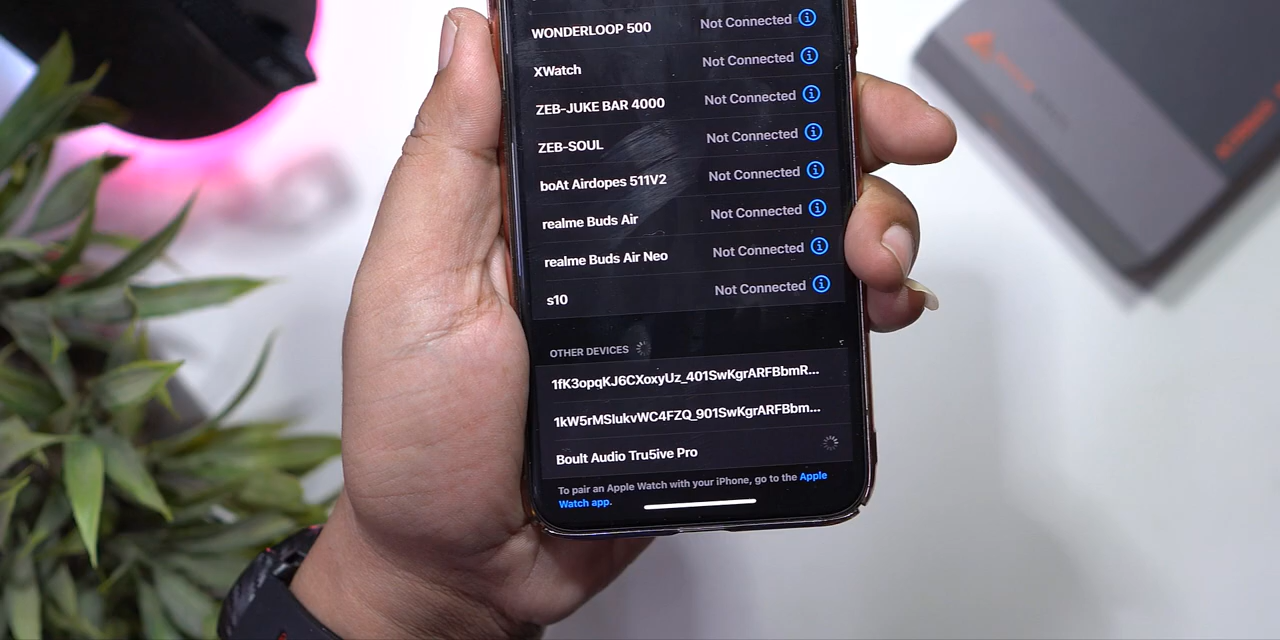 WONDERLOOP 500 Not Connected
XWatch Not Connected
ZEB-JUKE BAR 4000 Not Connected
ZEB-SOUL Not Connected
boAt Airdopes 511V2 Not Connected
realme Buds Air Not Connected
realme Buds Air Neo Not Connected
s10 Not Connected
OTHER DEVICES
1fK3opqKJ6CXoxyUz_401SwKgrARFBbmR...
1kW5rMSlukvWC4FZQ_901SwKgrARFBbm...
Boult Audio Tru5ive Pro
To pair an Apple Watch with your iPhone, go to the Apple
Watch app.